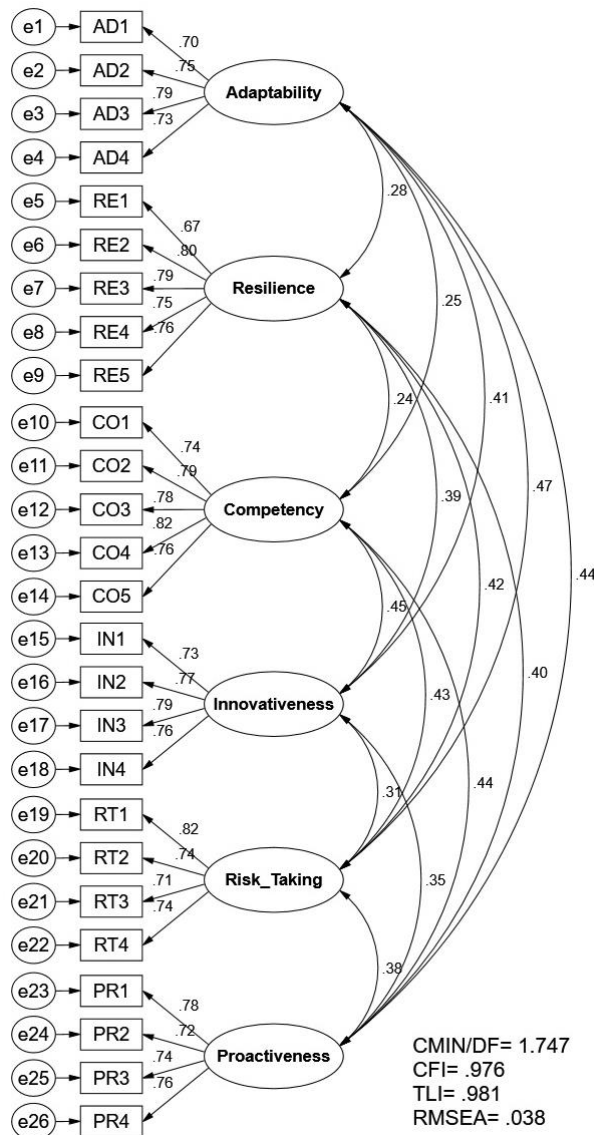 e1 AD1
.70
e2 AD2
.75
Adaptability
e3 AD3
.79
.73
e4 AD4
e5 RE1
.28
.67
e6 RE2
.80
e7 RE3
.79
Resilience
.25
e8 RE4
.75
.76
e9 RE5
.24
.41
e10 CO1
.74
.39
.47
e11 CO2
.79
e12 CO3
.78
Competency
e13 CO4
.82
.76
.44
e14 CO5
.42
.45
e15 IN1
.73
.40
e16 IN2
.77
.43
e17 IN3
.79
Innovativeness
.76
e18 IN4
.44
.31
e19 RT1
.82
e20 RT2
.74
.35
e21 RT3
.71
Risk_Taking
.74
e22 RT4
.38
e23 PR1
.78
e24 PR2
.72
Proactiveness
e25 PR3
.74
.76
e26 PR4
CMIN/DF= 1.747
CFI= .976
TLI= .981
RMSEA= .038